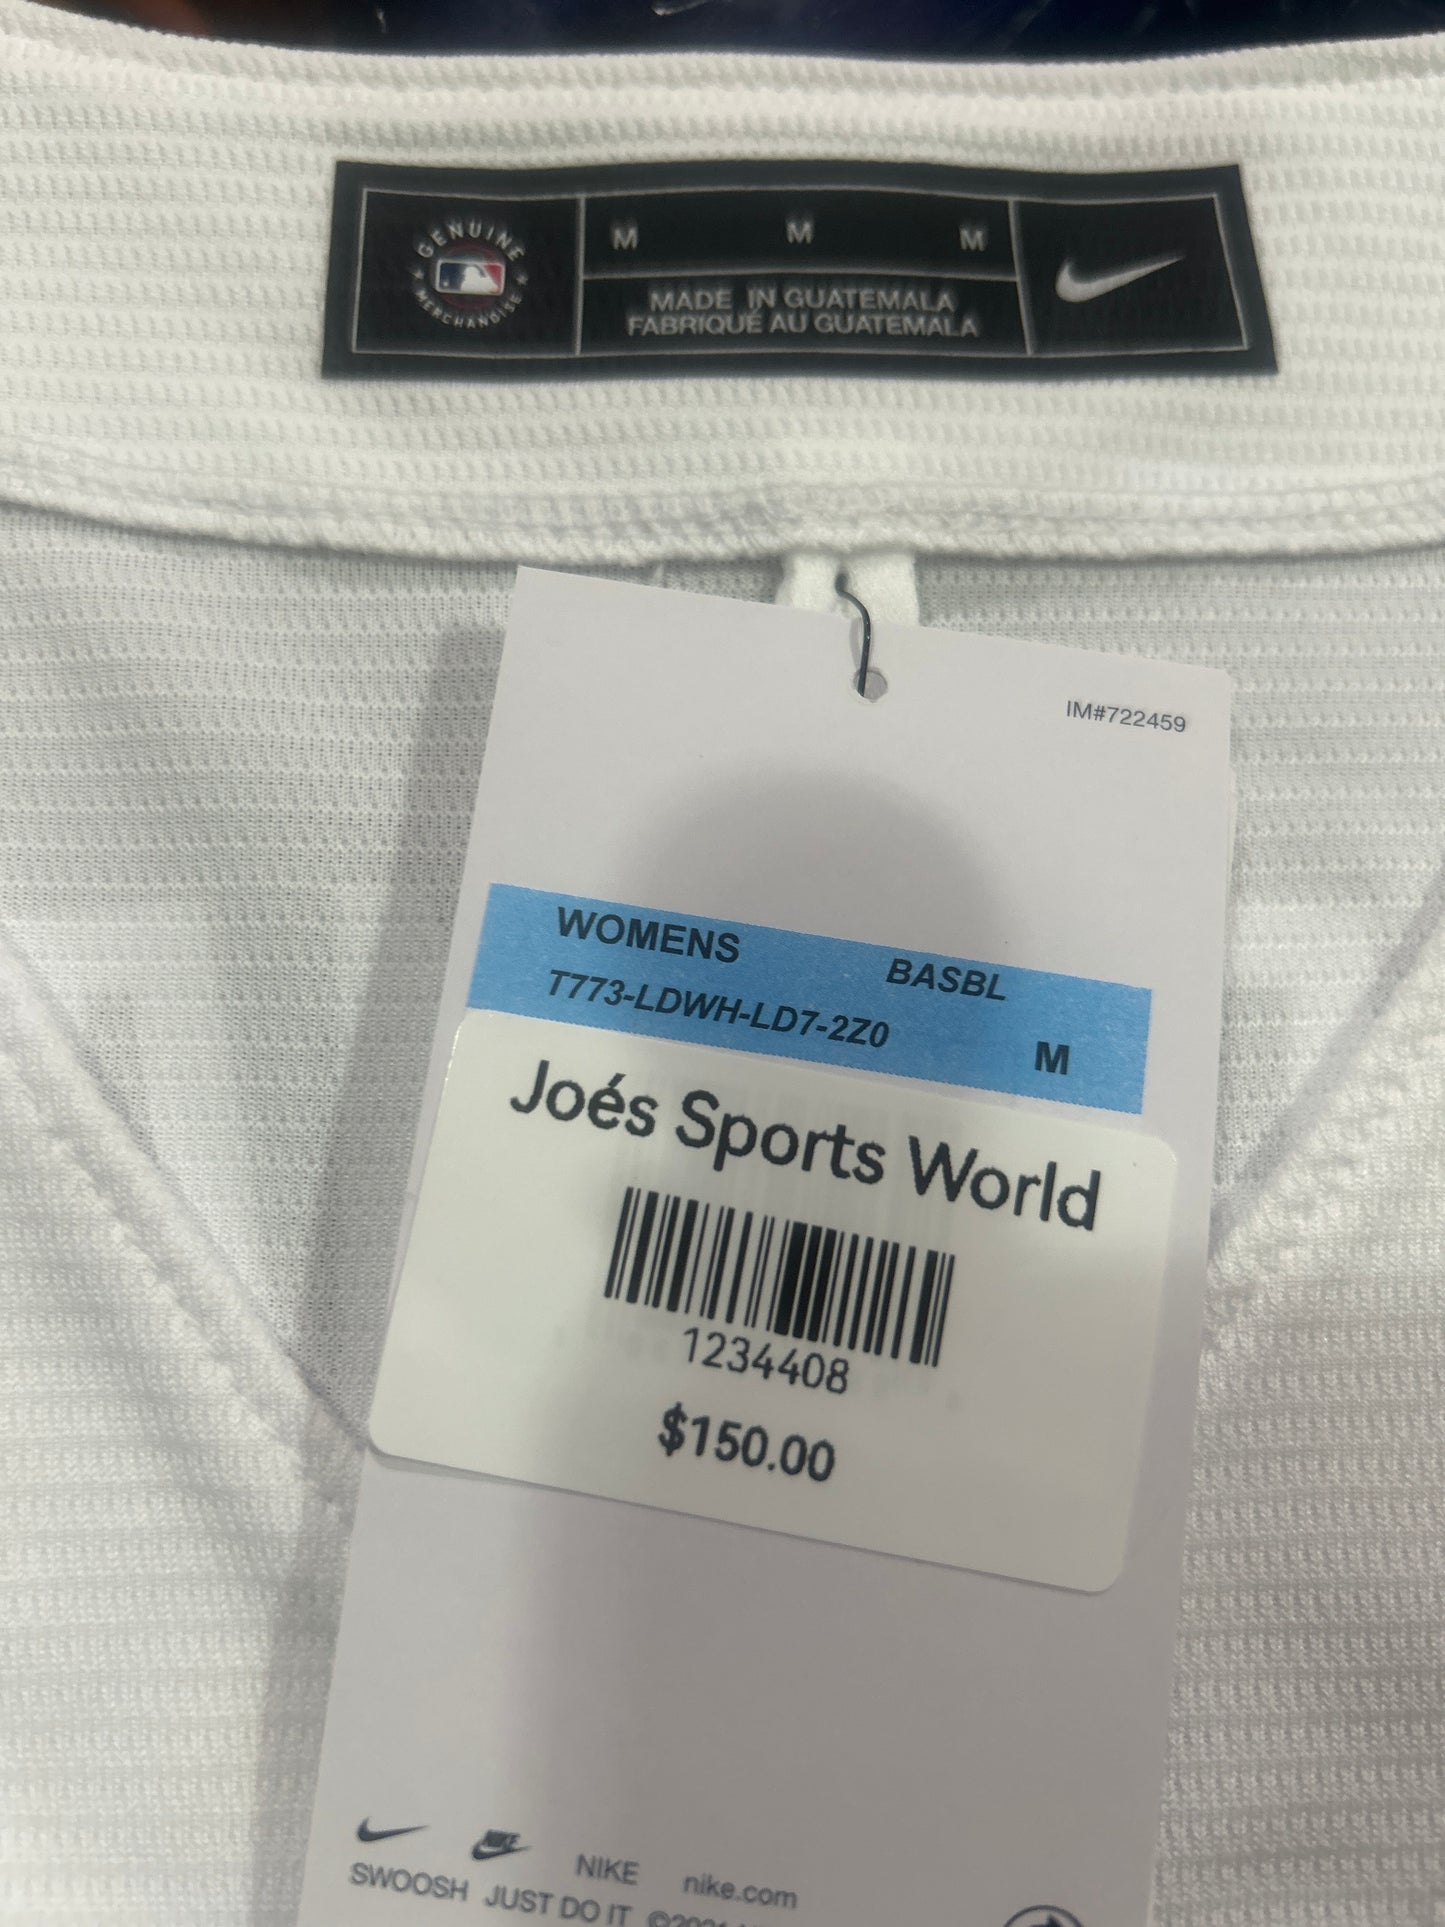 GENUINE
MERCHANDISE
M M M
MADE IN GUATEMALA
FABRIQUÉ AU GUATEMALA
IM#722459
WOMENS BASBL
T773-LDWH-LD7-2Z0 M
Joés Sports World
1234408
$150.00
NIKE NIKE nike.com
SWOOSH JUST DO IT